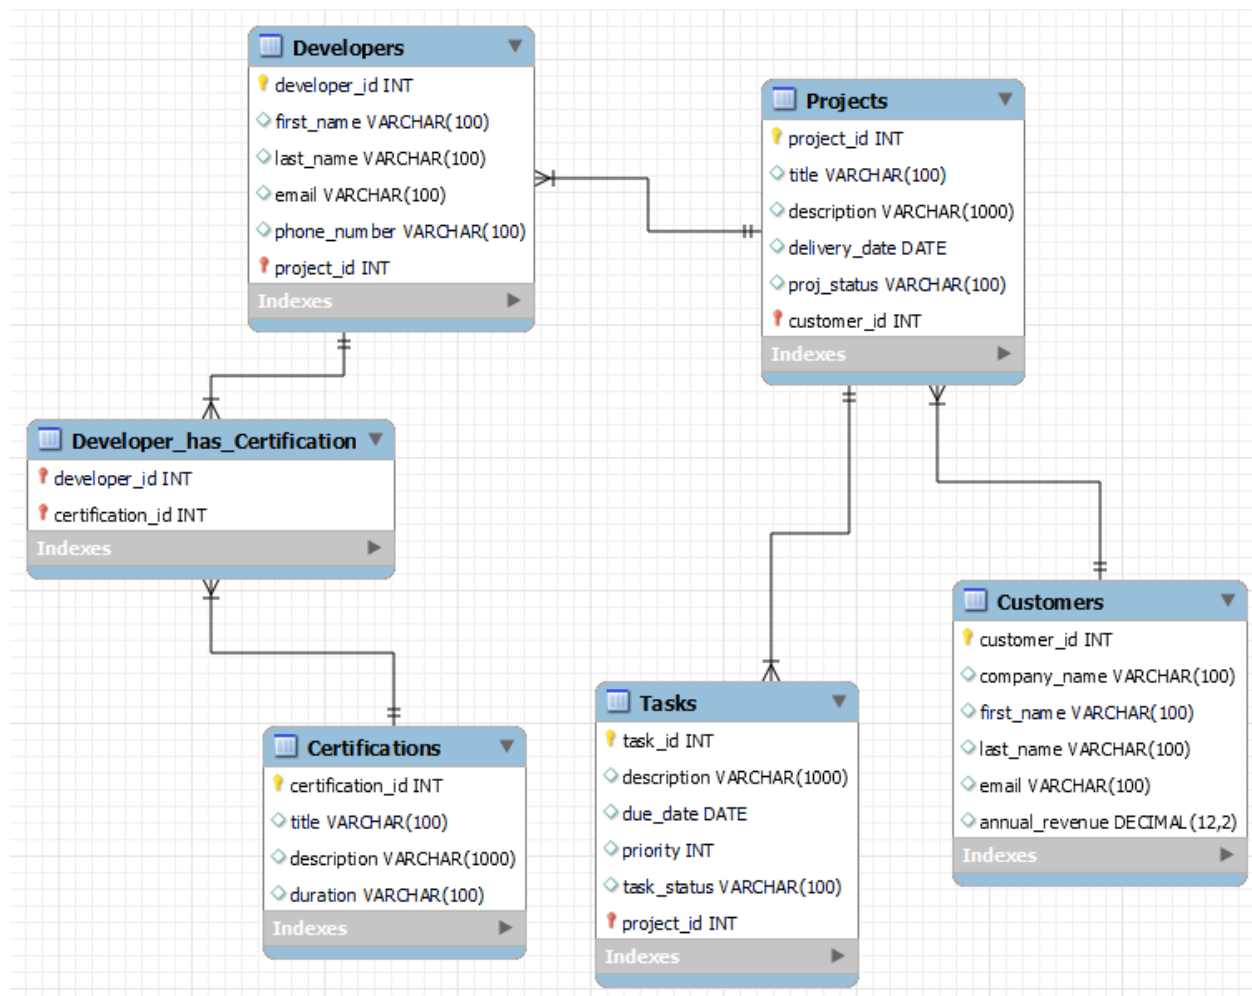 Developers
developer_id INT
first_name VARCHAR(100)
last_name VARCHAR(100)
email VARCHAR(100)
phone_number VARCHAR(100)
project_id INT
Indexes
Projects
project_id INT
title VARCHAR(100)
description VARCHAR(1000)
delivery_date DATE
proj_status VARCHAR(100)
customer_id INT
Indexes
Developer_has_Certification
developer_id INT
certification_id INT
Indexes
Certifications
certification_id INT
title VARCHAR(100)
description VARCHAR(1000)
duration VARCHAR(100)
Indexes
Tasks
task_id INT
description VARCHAR(1000)
due_date DATE
priority INT
task_status VARCHAR(100)
project_id INT
Indexes
Customers
customer_id INT
company_name VARCHAR(100)
first_name VARCHAR(100)
last_name VARCHAR(100)
email VARCHAR(100)
annual_revenue DECIMAL(12,2)
Indexes